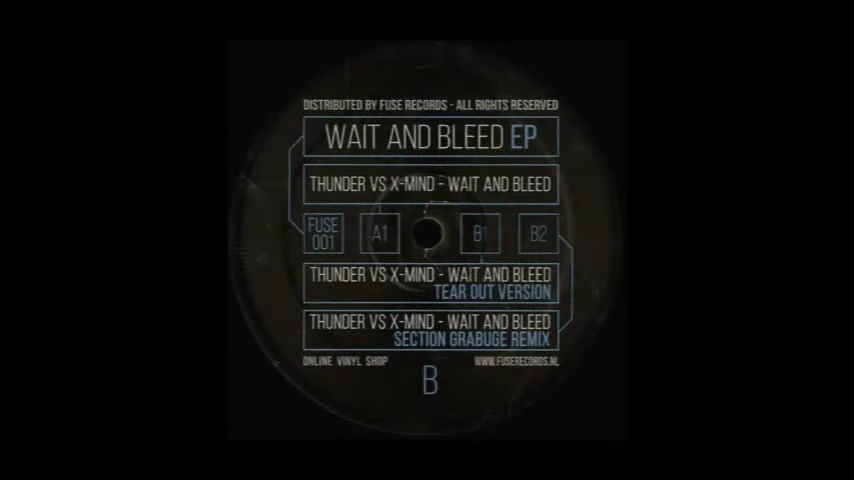 DISTRIBUTED BY FUSE RECORDS - ALL RIGHTS RESERVED
WAIT AND BLEED EP
THUNDER VS X-MIND - WAIT AND BLEED
FUSE 001
A1
B1
B2
THUNDER VS X-MIND - WAIT AND BLEED
TEAR OUT VERSION
THUNDER VS X-MIND - WAIT AND BLEED
SECTION GRABUGE REMIX
ONLINE VINYL SHOP
WWW.FUSERECORDS.NL
B